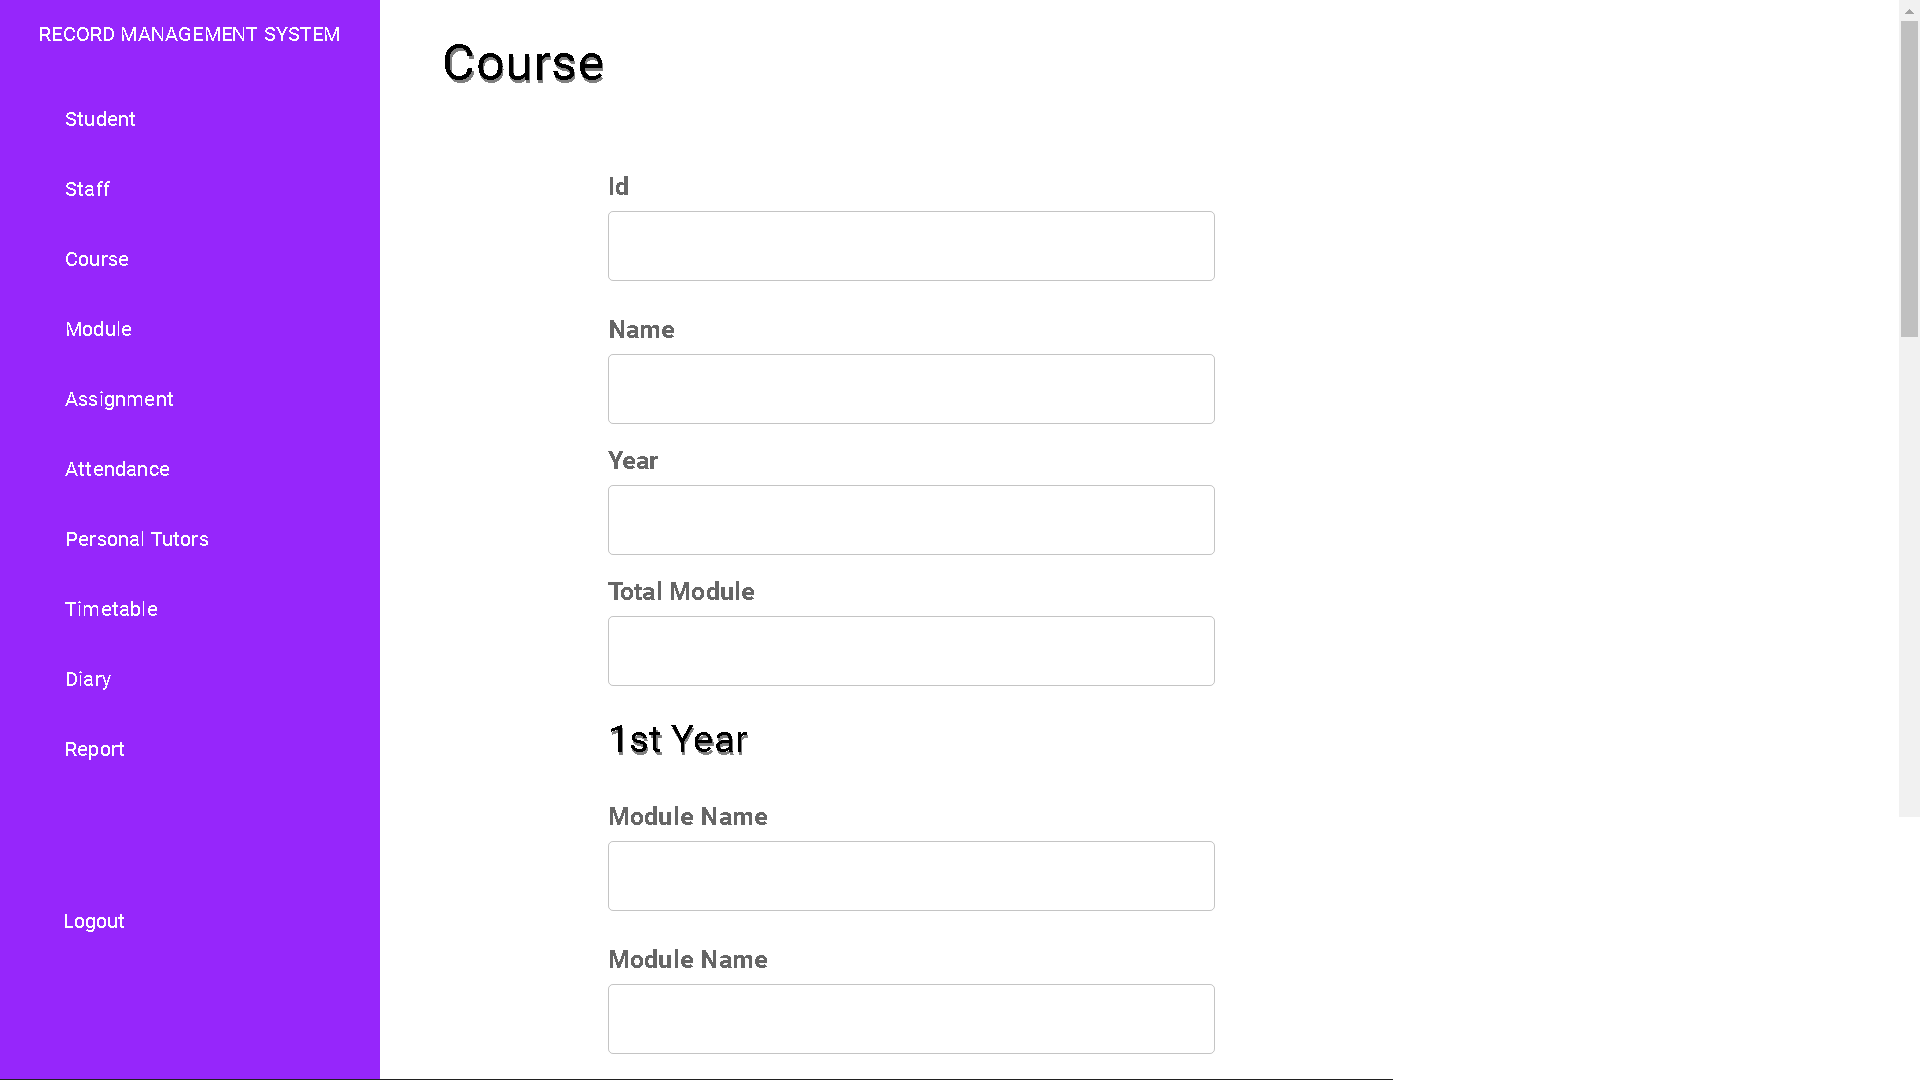 RECORD MANAGEMENT SYSTEM
Student
Staff
Course
Module
Assignment
Attendance
Personal Tutors
Timetable
Diary
Report
Logout
Course
Id
Name
Year
Total Module
1st Year
Module Name
Module Name